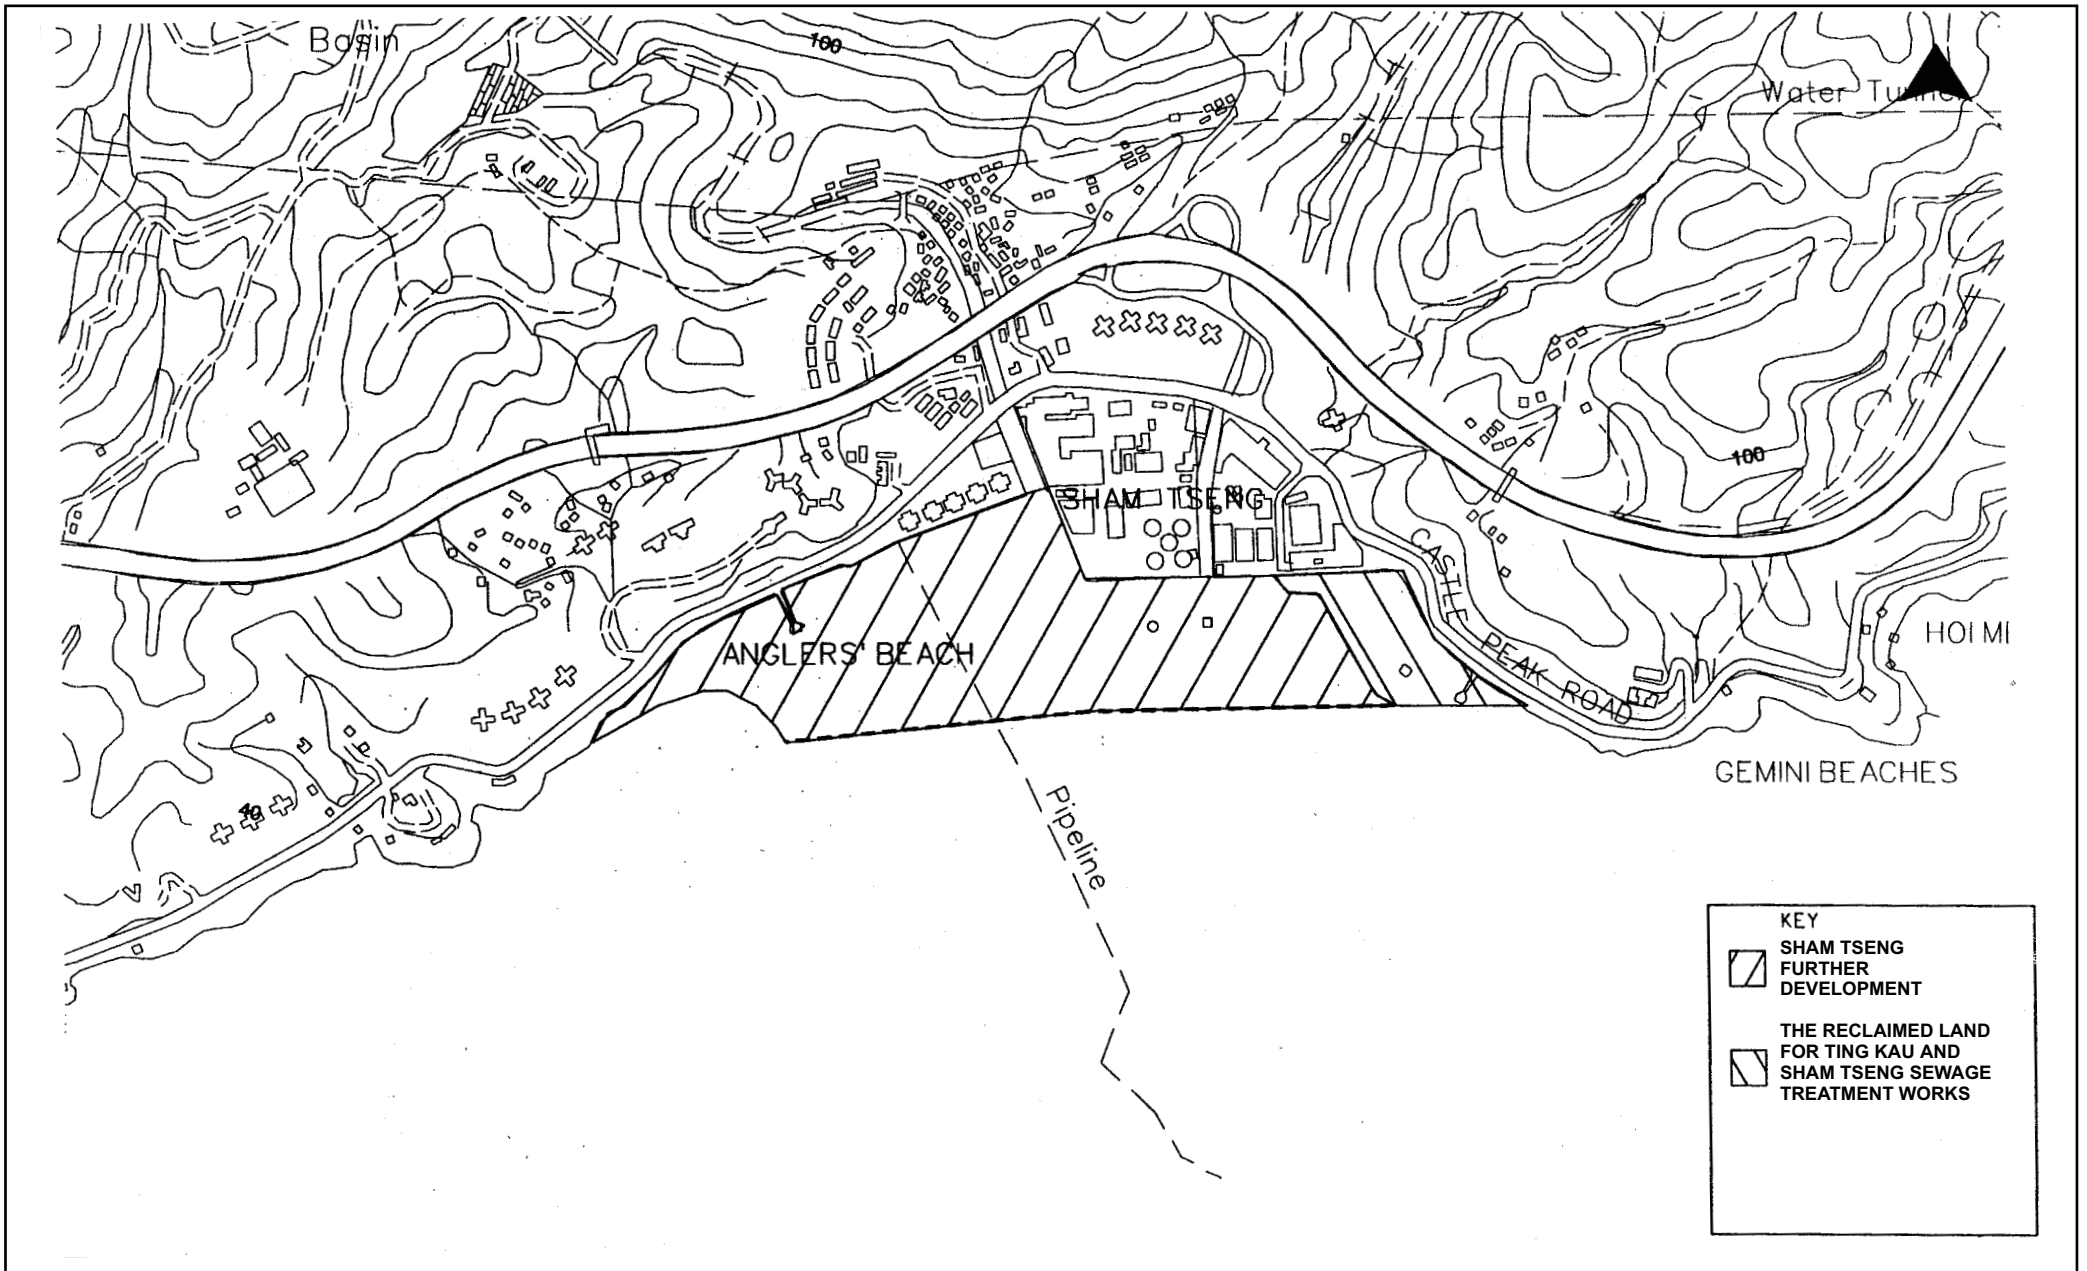 Basin
100
Water Tunnel
100
SHAM TSENG
CASTLE PEAK ROAD
HOI MI
ANGLERS' BEACH
GEMINI BEACHES
40
Pipeline
KEY
SHAM TSENG
FURTHER
DEVELOPMENT
THE RECLAIMED LAND
FOR TING KAU AND
SHAM TSENG SEWAGE
TREATMENT WORKS